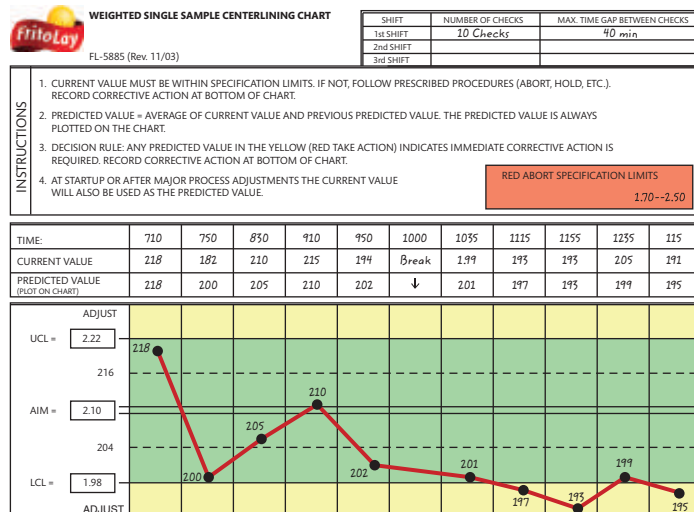 FritoLay
WEIGHTED SINGLE SAMPLE CENTERLINING CHART
FL-5885 (Rev. 11/03)
SHIFT NUMBER OF CHECKS MAX. TIME GAP BETWEEN CHECKS
1st SHIFT 10 Checks 40 min
2nd SHIFT
3rd SHIFT
INSTRUCTIONS
1. CURRENT VALUE MUST BE WITHIN SPECIFICATION LIMITS. IF NOT, FOLLOW PRESCRIBED PROCEDURES (ABORT, HOLD, ETC.).
RECORD CORRECTIVE ACTION AT BOTTOM OF CHART.
2. PREDICTED VALUE = AVERAGE OF CURRENT VALUE AND PREVIOUS PREDICTED VALUE. THE PREDICTED VALUE IS ALWAYS
PLOTTED ON THE CHART.
3. DECISION RULE: ANY PREDICTED VALUE IN THE YELLOW (RED TAKE ACTION) INDICATES IMMEDIATE CORRECTIVE ACTION IS
REQUIRED. RECORD CORRECTIVE ACTION AT BOTTOM OF CHART.
4. AT STARTUP OR AFTER MAJOR PROCESS ADJUSTMENTS THE CURRENT VALUE
WILL ALSO BE USED AS THE PREDICTED VALUE.
RED ABORT SPECIFICATION LIMITS
1.70--2.50
TIME: 710 750 830 910 950 1000 1035 1115 1155 1235 115
CURRENT VALUE 218 182 210 215 194 Break 1.99 193 193 205 191
PREDICTED VALUE 218 200 205 210 202 ↓ 201 197 193 199 195
(PLOT ON CHART)
ADJUST
UCL = 2.22
218
216
210
AIM = 2.10
205
204
200 202 201 199
LCL = 1.98
197 193 195
ADJUST